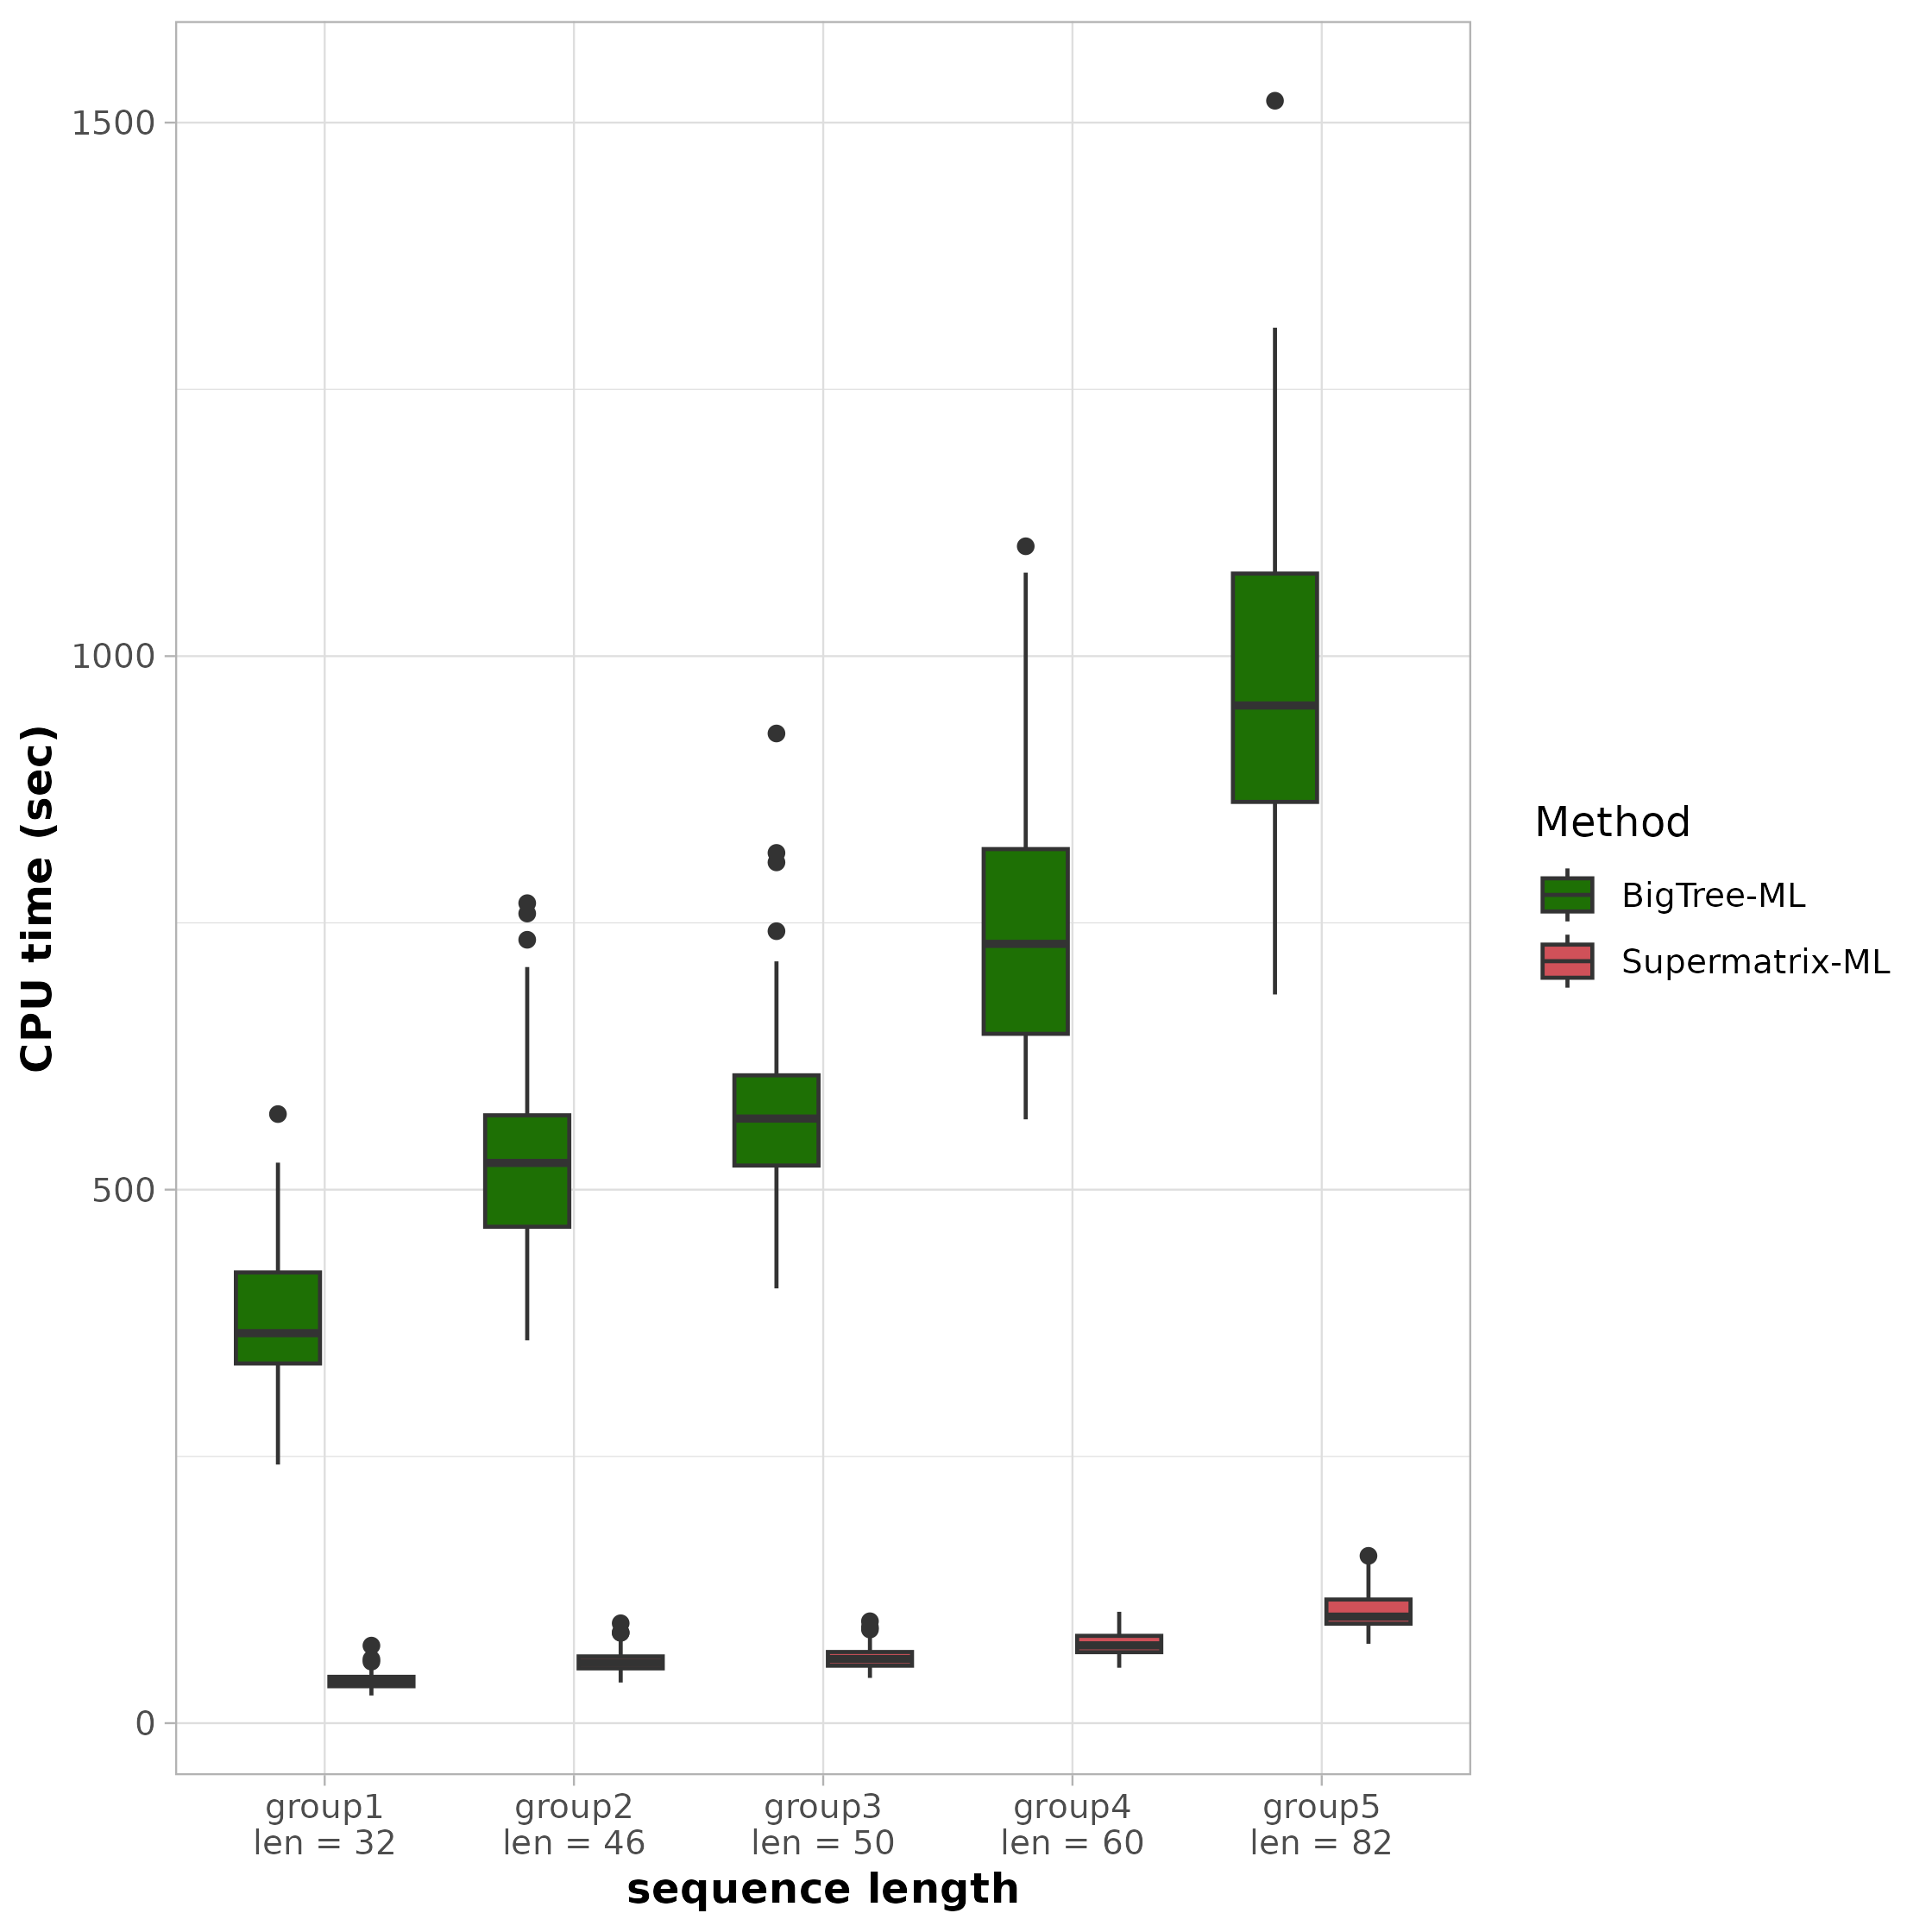 1500
1000
500
0
CPU time (sec)
group1
len = 32
group2
len = 46
group3
len = 50
group4
len = 60
group5
len = 82
sequence length
Method
BigTree-ML
Supermatrix-ML